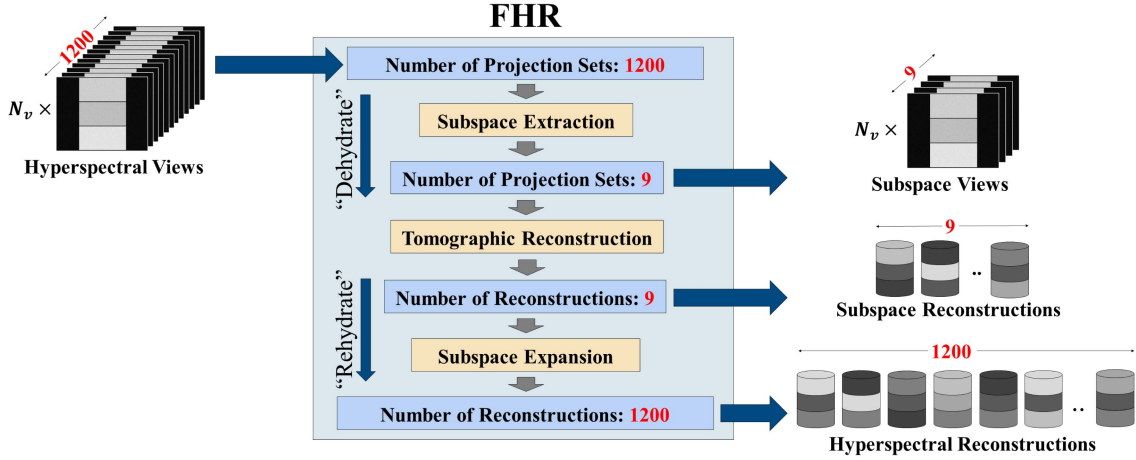 FHR
1200
N_v ×
Hyperspectral Views
Number of Projection Sets: 1200
"Dehydrate"
Subspace Extraction
Number of Projection Sets: 9
Tomographic Reconstruction
"Rehydrate"
Number of Reconstructions: 9
Subspace Expansion
Number of Reconstructions: 1200
9
N_v ×
Subspace Views
9
..
Subspace Reconstructions
1200
..
Hyperspectral Reconstructions